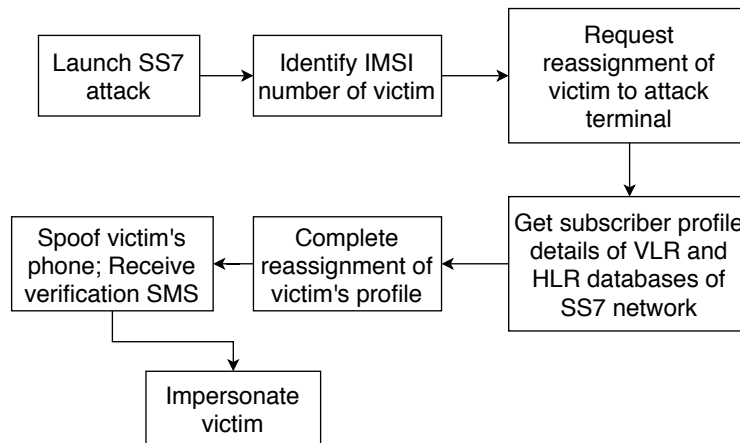 Launch SS7
attack
Identify IMSI
number of victim
Request
reassignment of
victim to attack
terminal
Get subscriber profile
details of VLR and
HLR databases of
SS7 network
Complete
reassignment of
victim's profile
Spoof victim's
phone; Receive
verification SMS
Impersonate
victim